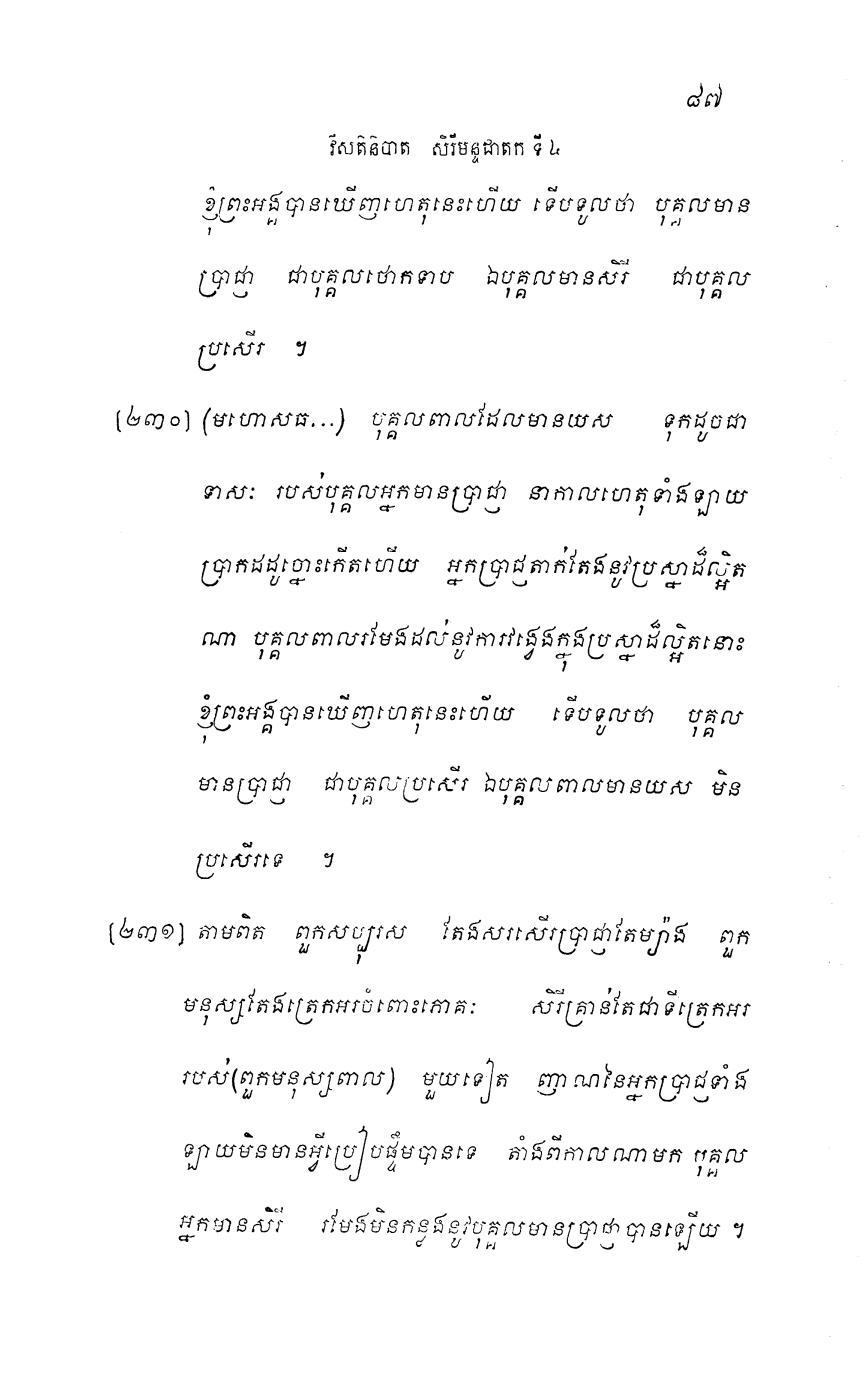 ៨៧
វីសតិនិបាត សិរីមន្ទជាតក ទី ៤
ខ្ញុំព្រះអង្គបានឃើញហេតុនេះហើយ ទើបទូលថា បុគ្គលមាន
ប្រាជ្ញា ជាបុគ្គលថោកទាប ឯបុគ្គលមានសិរី ជាបុគ្គល
ប្រសើរ ។
[២៣០] (មហោសធ...) បុគ្គលពាលដែលមានយស ទុកដូចជា
ទាសៈ របស់បុគ្គលអ្នកមានប្រាជ្ញា នាកាលហេតុទាំងឡាយ
ប្រាកដដូច្នោះកើតហើយ អ្នកប្រាជ្ញតាក់តែងនូវប្រស្នាដ៏ល្អិត
ណា បុគ្គលពាលរមែងដល់នូវការវង្វេងក្នុងប្រស្នាដ៏ល្អិតនោះ
ខ្ញុំព្រះអង្គបានឃើញហេតុនេះហើយ ទើបទូលថា បុគ្គល
មានប្រាជ្ញា ជាបុគ្គលប្រសើរ ឯបុគ្គលពាលមានយស មិន
ប្រសើរទេ ។
[២៣១] តាមពិត ពួកសប្បុរស តែងសរសើរប្រាជ្ញាតែម្យ៉ាង ពួក
មនុស្សតែងត្រេកអរចំពោះភោគៈ សិរីគ្រាន់តែជាទីត្រេកអរ
របស់(ពួកមនុស្សពាល) មួយទៀត ញាណនៃអ្នកប្រាជ្ញទាំង
ឡាយមិនមានអ្វីប្រៀបផ្ទឹមបានទេ តាំងពីកាលណាមក បុគ្គល
អ្នកមានសិរី រមែងមិនកន្លងនូវបុគ្គលមានប្រាជ្ញាបានឡើយ ។